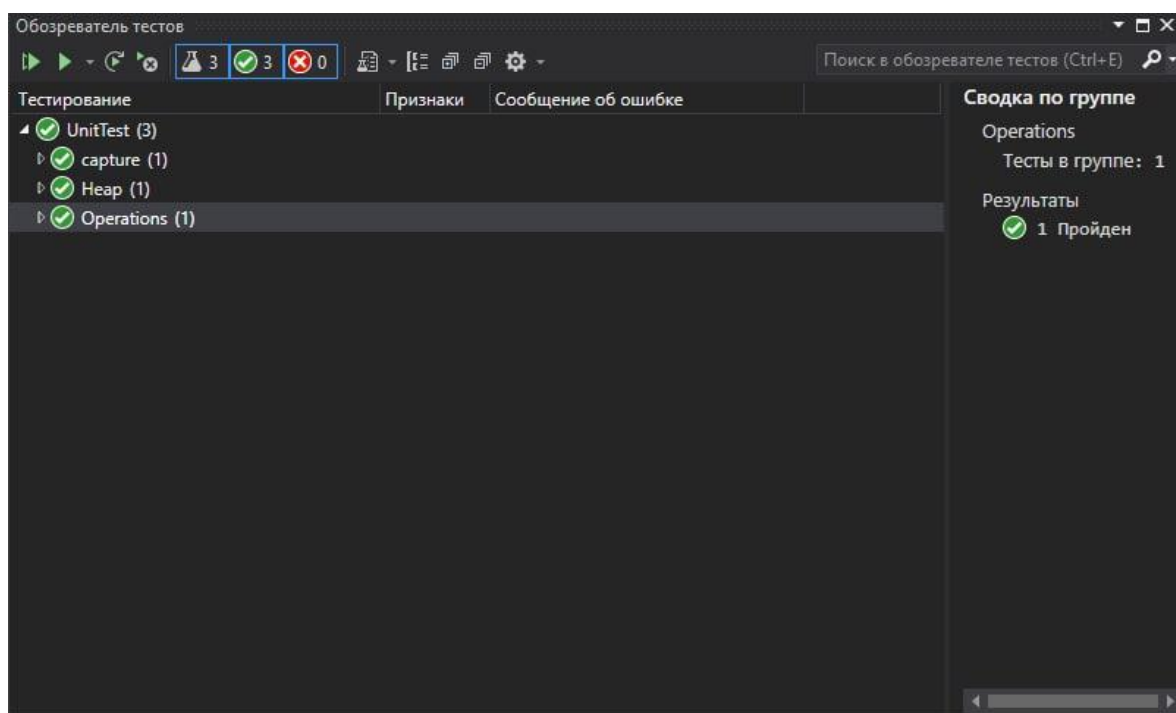 Обозреватель тестов
3 3 0 Поиск в обозревателе тестов (Ctrl+E)
Тестирование Признаки Сообщение об ошибке
UnitTest (3)
capture (1)
Heap (1)
Operations (1)
Сводка по группе
Operations
Тесты в группе: 1
Результаты
1 Пройден